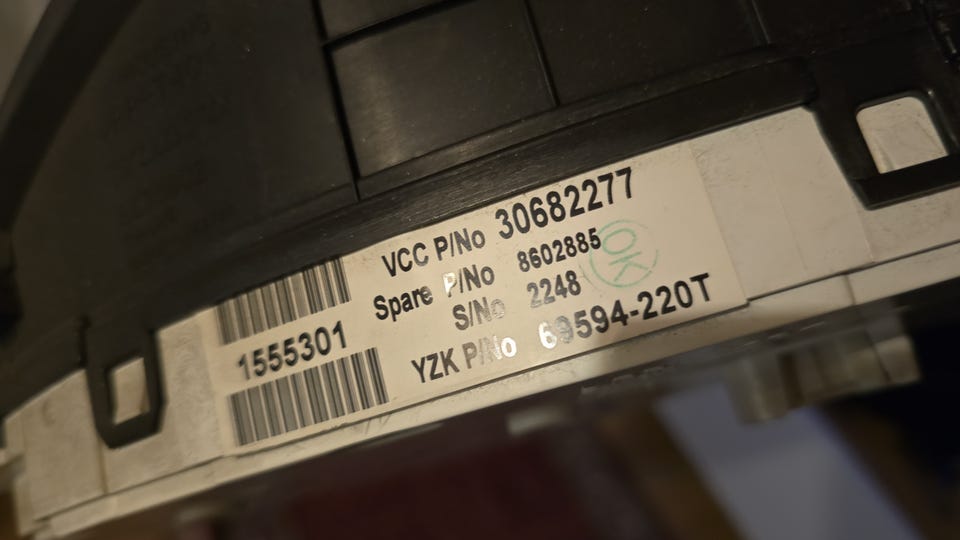 VCC P/No 30682277
Spare P/No 8602885
S/No 2248
YZK P/No 69594-220T
1555301
OK